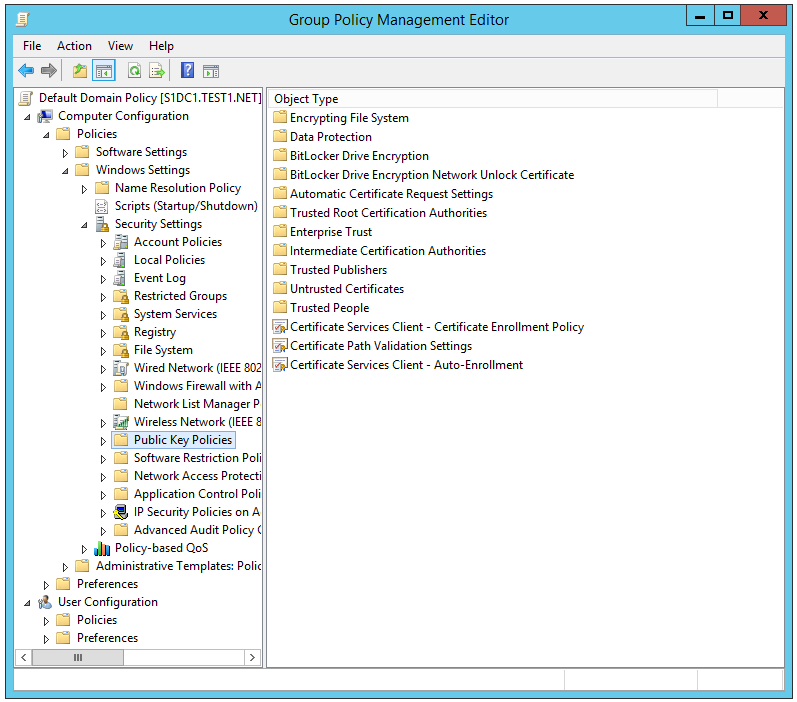 Group Policy Management Editor
File Action View Help
Default Domain Policy [S1DC1.TEST1.NET]
Computer Configuration
Policies
Software Settings
Windows Settings
Name Resolution Policy
Scripts (Startup/Shutdown)
Security Settings
Account Policies
Local Policies
Event Log
Restricted Groups
System Services
Registry
File System
Wired Network (IEEE 802
Windows Firewall with A
Network List Manager P
Wireless Network (IEEE 8
Public Key Policies
Software Restriction Poli
Network Access Protecti
Application Control Poli
IP Security Policies on A
Advanced Audit Policy C
Policy-based QoS
Administrative Templates: Polic
Preferences
User Configuration
Policies
Preferences
Object Type
Encrypting File System
Data Protection
BitLocker Drive Encryption
BitLocker Drive Encryption Network Unlock Certificate
Automatic Certificate Request Settings
Trusted Root Certification Authorities
Enterprise Trust
Intermediate Certification Authorities
Trusted Publishers
Untrusted Certificates
Trusted People
Certificate Services Client - Certificate Enrollment Policy
Certificate Path Validation Settings
Certificate Services Client - Auto-Enrollment